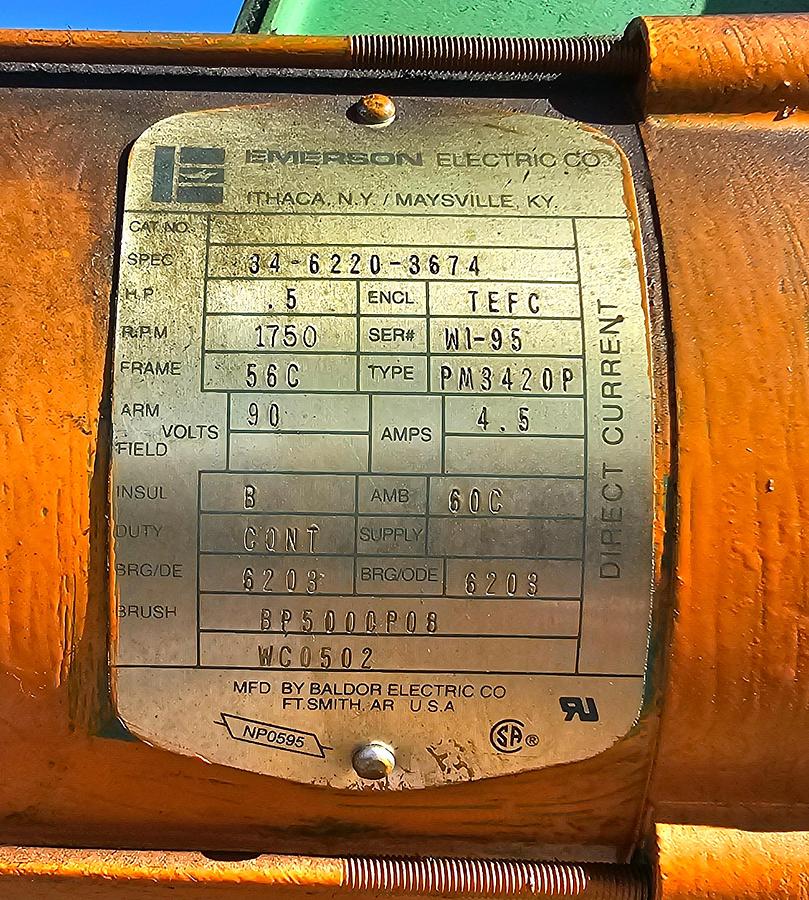 EMERSON ELECTRIC CO
ITHACA, N.Y. / MAYSVILLE, KY.
CAT NO.
SPEC 34-6220-3674
H.P. .5 ENCL TEFC
R.P.M 1750 SER# W1-95
FRAME 56C TYPE PM3420P
ARM VOLTS 90 AMPS 4.5
FIELD
INSUL B AMB 60C
DUTY CONT SUPPLY
BRG/DE 6203 BRG/ODE 6203
BRUSH BP5000P08
WC0502
DIRECT CURRENT
MFD BY BALDOR ELECTRIC CO
FT. SMITH, AR U.S.A
NP0595
SA ®
RU